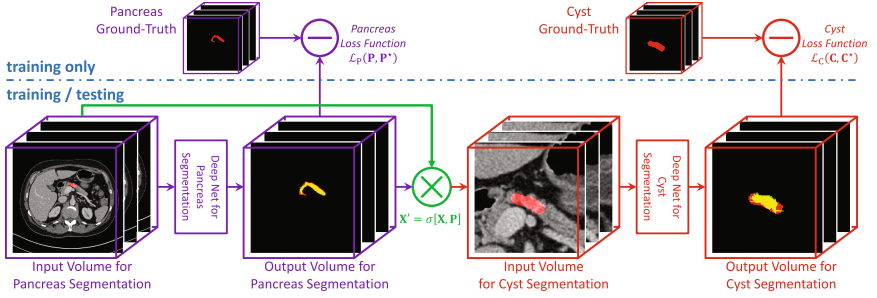 Pancreas
Ground-Truth
Pancreas
Loss Function
ℒP(P, P⋆)
Cyst
Ground-Truth
Cyst
Loss Function
ℒC(C, C⋆)
training only
training / testing
Deep Net for
Pancreas
Segmentation
X′ = σ[X, P]
Deep Net for
Cyst
Segmentation
Input Volume for
Pancreas Segmentation
Output Volume for
Pancreas Segmentation
Input Volume
for Cyst Segmentation
Output Volume for
Cyst Segmentation